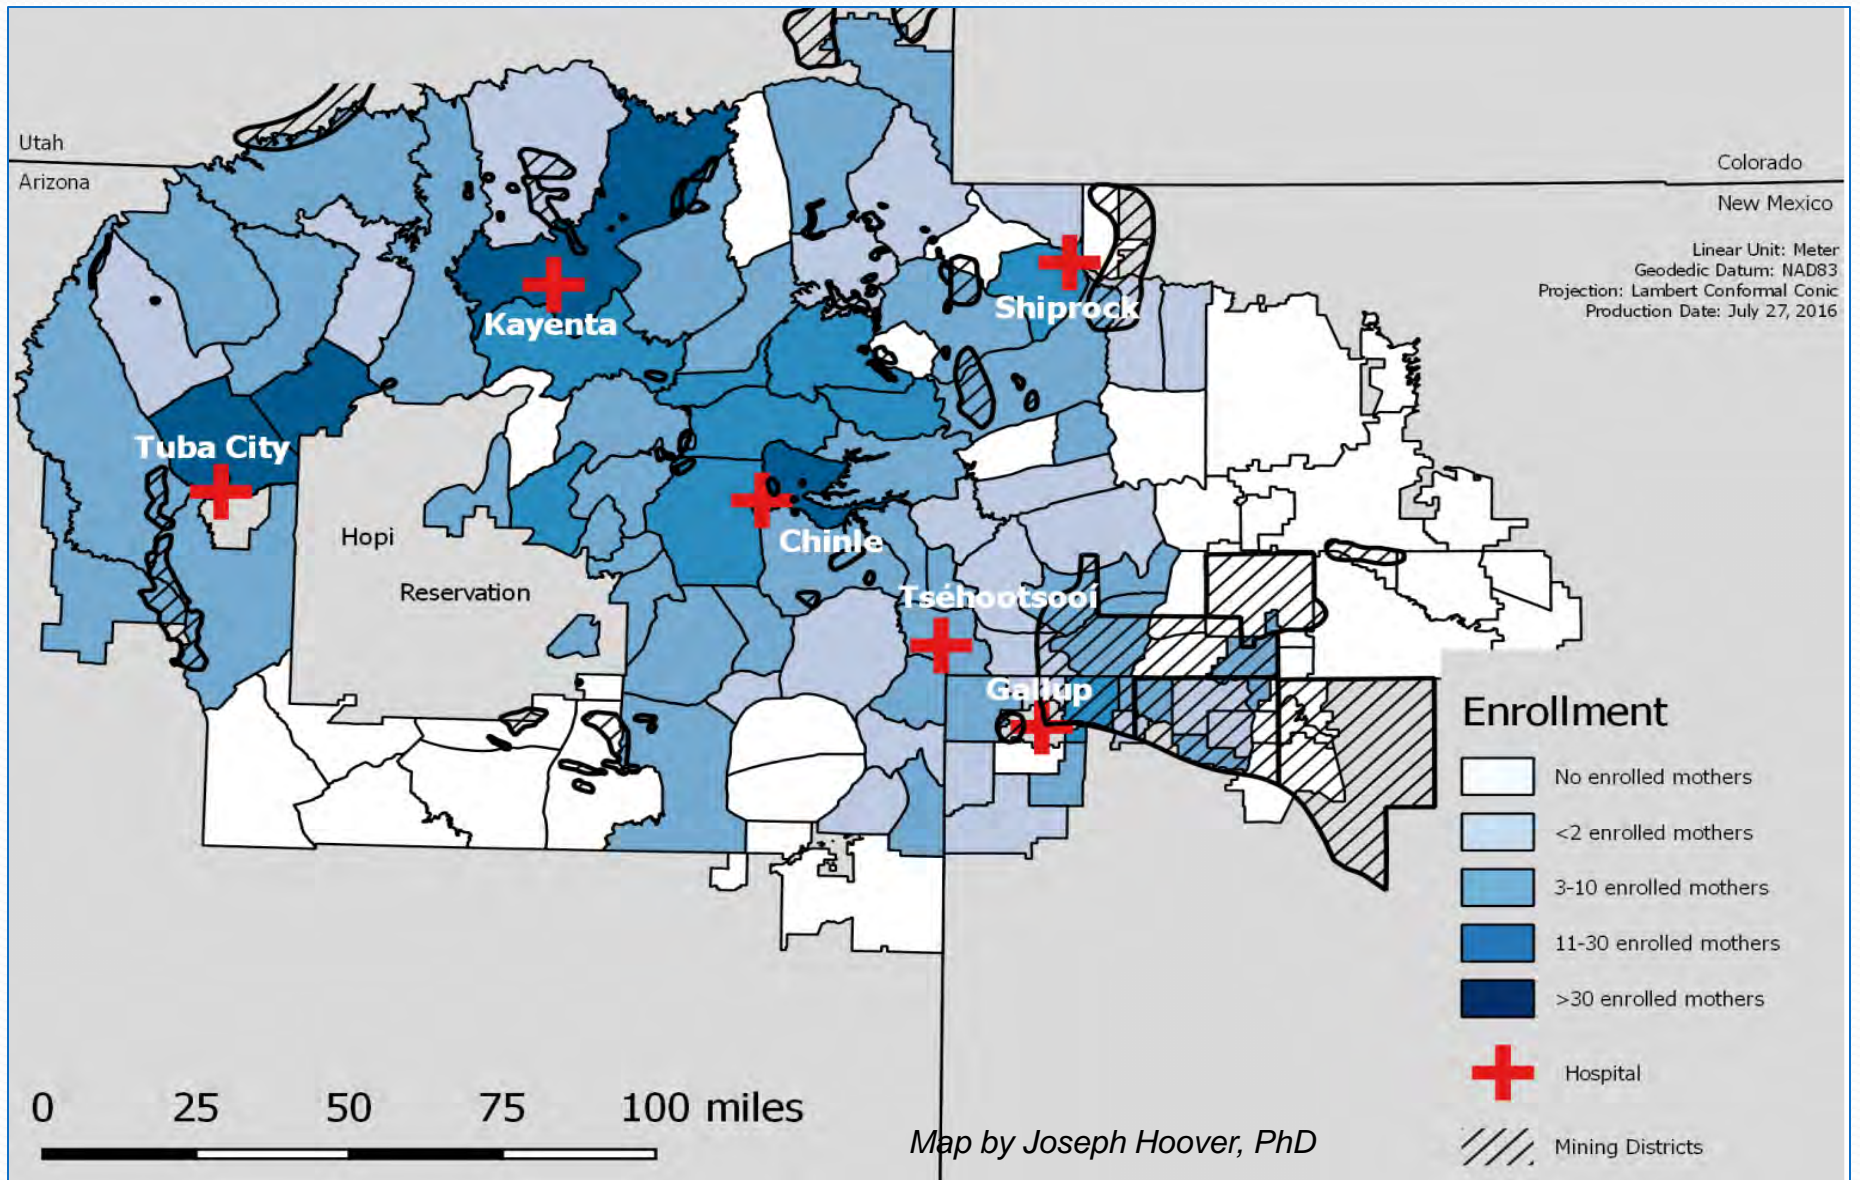 Utah
Arizona
Colorado
New Mexico
Linear Unit: Meter
Geodedic Datum: NAD83
Projection: Lambert Conformal Conic
Production Date: July 27, 2016
Shiprock
Kayenta
Tuba City
Hopi
Reservation
Chinle
Tséhootsooí
Gallup
Enrollment
No enrolled mothers
<2 enrolled mothers
3-10 enrolled mothers
11-30 enrolled mothers
>30 enrolled mothers
Hospital
Mining Districts
0 25 50 75 100 miles
Map by Joseph Hoover, PhD